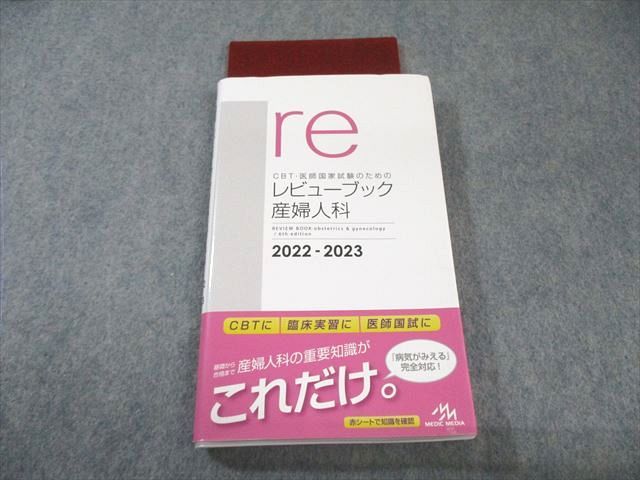 re
CBT・医師国家試験のための
レビューブック
産婦人科
REVIEW BOOK obstetrics & gynecology
/ 6th edition
2022-2023
CBTに 臨床実習に 医師国試に
基礎から
合格まで
産婦人科の重要知識が
これだけ。
「病気がみえる」
完全対応！
赤シートで知識を確認
MEDIC MEDIA